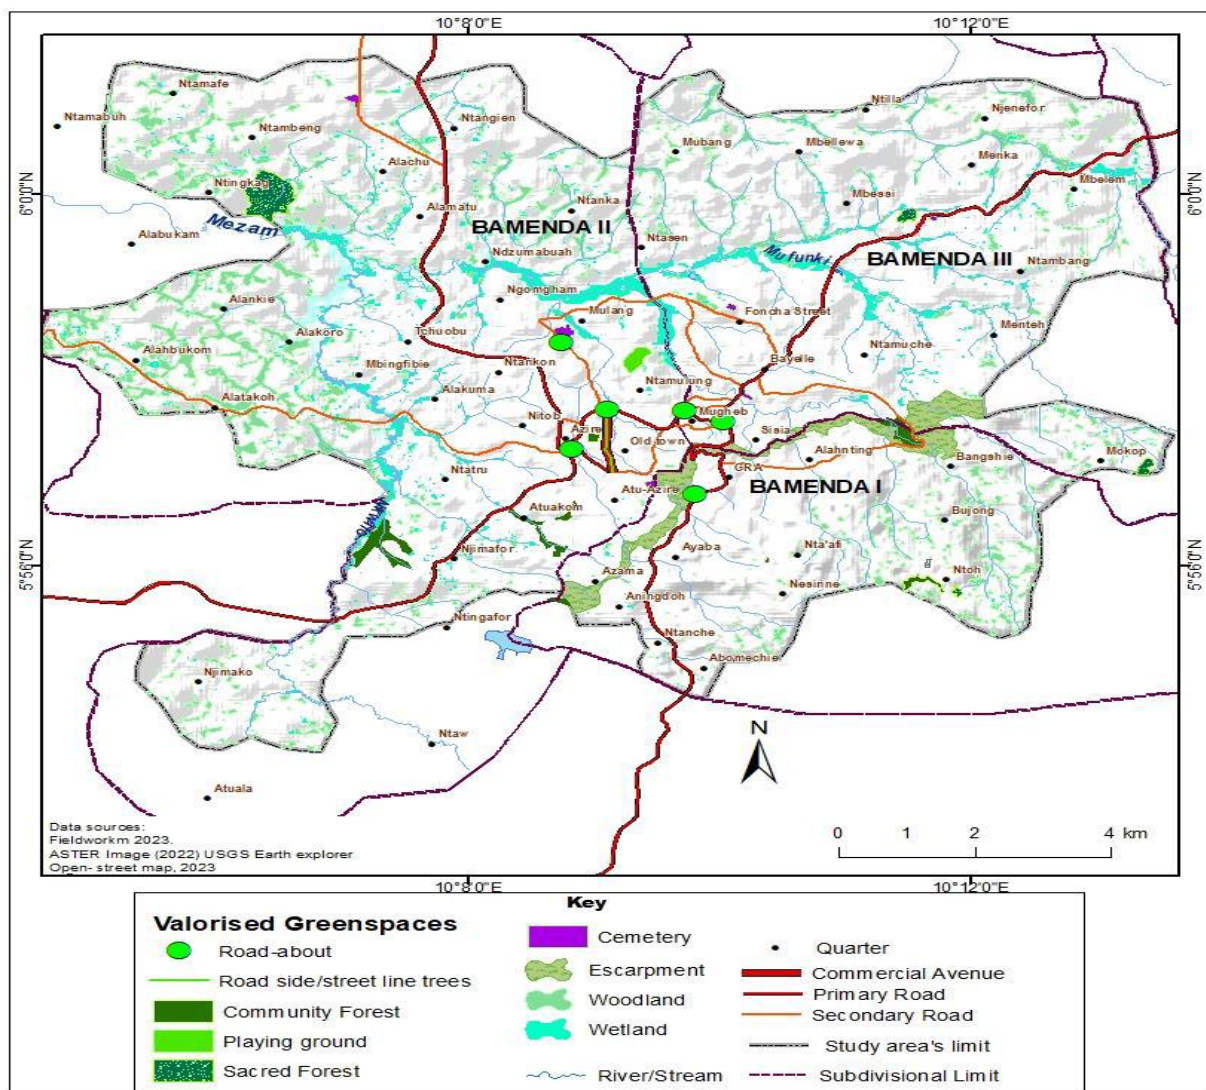 10°8'0"E
10°12'0"E
Ntamafe
Ntamabuh
Ntambeng
Ntangien
Alachu
Ntingkag
Alamatu
Ntanka
Mubang
Mbellewa
Ntilla
Njenefor
Menka
Mbelem
Mbessi
6°0'0"N
6°0'0"N
Mezam
BAMENDA II
Alabukam
Ndzumabuah
Ntasen
Mufunki
BAMENDA III
Ntambang
Alankie
Ngomgham
Mulang
Foncha Street
Alakoro
Tchuobu
Menteh
Alahbukom
Mbingfibie
Ntankon
Bayelle
Ntamuche
Alakuma
Ntamulung
Alatakoh
Nitob
Azire
Mugheb
Old town
Sisia
Alahnting
Bangshie
Mokop
Ntatru
GRA
BAMENDA I
Atuakom
Atu-Azire
Bujong
Njimafor
Ayaba
Nta'afi
Ntoh
5°56'0"N
5°56'0"N
Azama
Nesinne
Aningdoh
Ntingafor
Ntanche
Abomechie
Njimako
Ntaw
N
Atuala
Data sources:
Fieldworkm 2023.
ASTER Image (2022) USGS Earth explorer
Open- street map, 2023
0 1 2 4 km
10°8'0"E
10°12'0"E
Key
Valorised Greenspaces
Road-about
Road side/street line trees
Community Forest
Playing ground
Sacred Forest
Cemetery
Escarpment
Woodland
Wetland
River/Stream
Quarter
Commercial Avenue
Primary Road
Secondary Road
Study area's limit
Subdivisional Limit